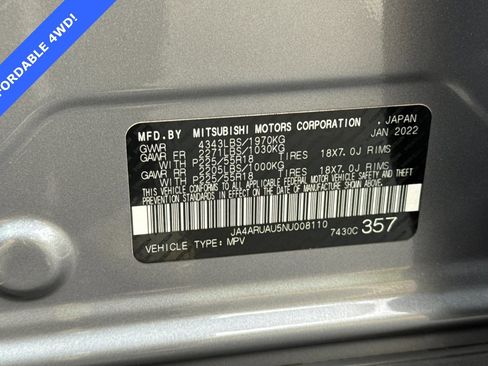 FORDABLE 4WD!
MFD.BY MITSUBISHI MOTORS CORPORATION , JAPAN
GVWR 4343LBS/1970KG JAN 2022
GAWR FR 2271LBS/1030KG
WITH P225/55R18 TIRES 18X7.0J RIMS
GAWR RR 2205LBS/1000KG
WITH P225/55R18 TIRES 18X7.0J RIMS
THIS VEHICLE CONFORMS TO ALL APPLICABLE FEDERAL MOTOR VEHICLE SAFETY AND THEFT PREVENTION STANDARDS IN EFFECT ON THE DATE OF MANUFACTURE SHOWN ABOVE.
JA4ARUAU5NU008110 7430C 357
VEHICLE TYPE: MPV